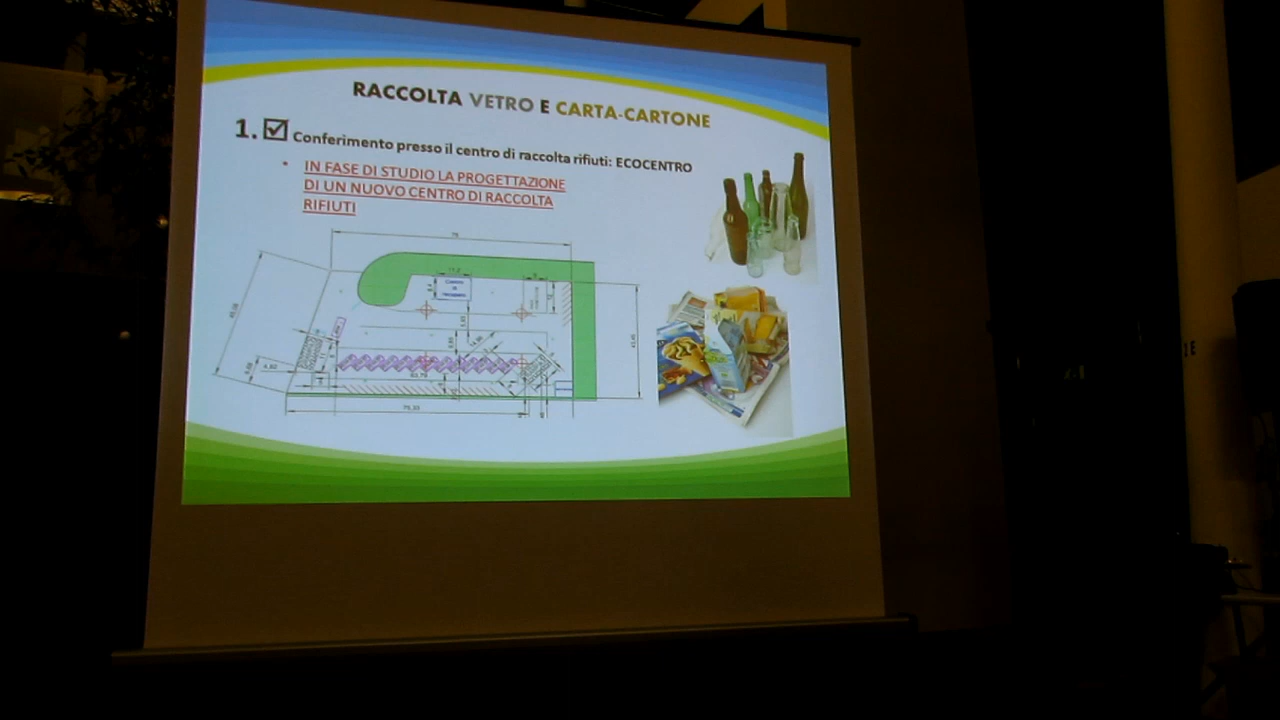 RACCOLTA VETRO E CARTA-CARTONE
1. Conferimento presso il centro di raccolta rifiuti: ECOCENTRO
• IN FASE DI STUDIO LA PROGETTAZIONE
DI UN NUOVO CENTRO DI RACCOLTA
RIFIUTI